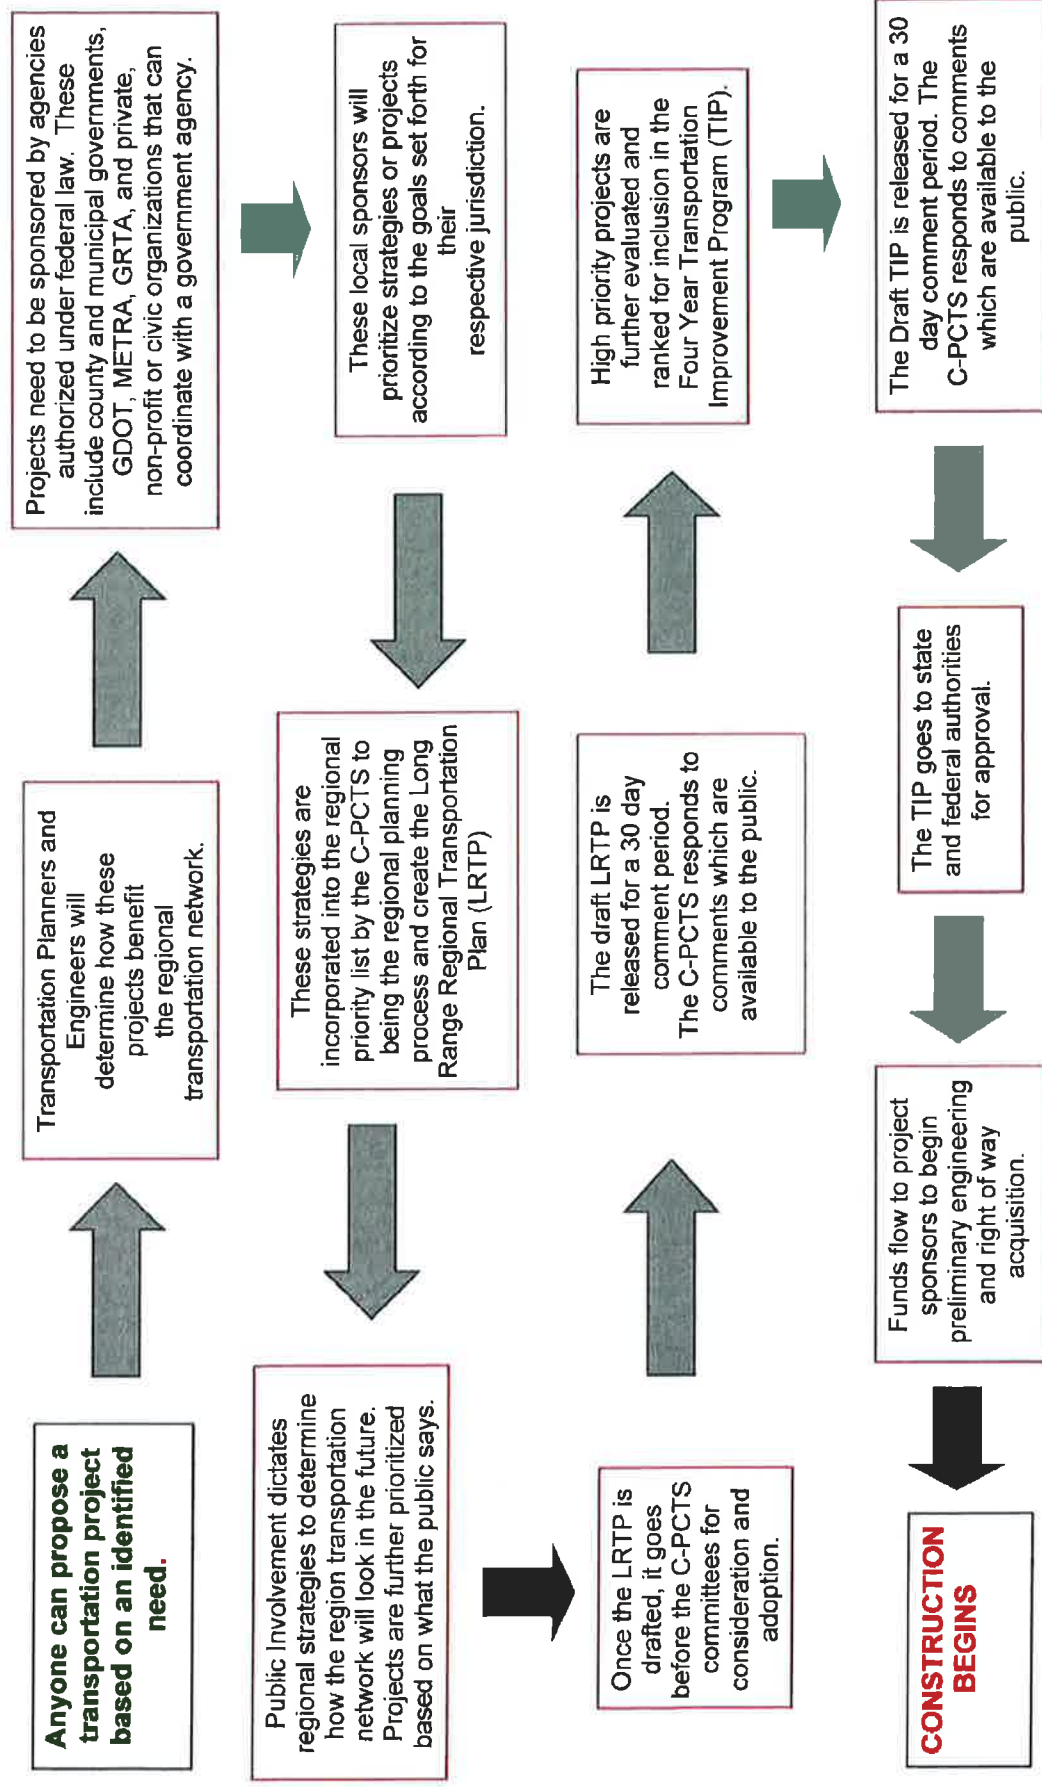 Anyone can propose a
transportation project
based on an identified
need.
Transportation Planners and
Engineers will
determine how these
projects benefit
the regional
transportation network.
Projects need to be sponsored by agencies
authorized under federal law. These
include county and municipal governments,
GDOT, METRA, GRTA, and private,
non-profit or civic organizations that can
coordinate with a government agency.
These local sponsors will
prioritize strategies or projects
according to the goals set forth for
their
respective jurisdiction.
These strategies are
incorporated into the regional
priority list by the C-PCTS to
being the regional planning
process and create the Long
Range Regional Transportation
Plan (LRTP)
Public Involvement dictates
regional strategies to determine
how the region transportation
network will look in the future.
Projects are further prioritized
based on what the public says.
Once the LRTP is
drafted, it goes
before the C-PCTS
committees for
consideration and
adoption.
The draft LRTP is
released for a 30 day
comment period.
The C-PCTS responds to
comments which are
available to the public.
High priority projects are
further evaluated and
ranked for inclusion in the
Four Year Transportation
Improvement Program (TIP).
The Draft TIP is released for a 30
day comment period. The
C-PCTS responds to comments
which are available to the
public.
The TIP goes to state
and federal authorities
for approval.
Funds flow to project
sponsors to begin
preliminary engineering
and right of way
acquisition.
CONSTRUCTION
BEGINS